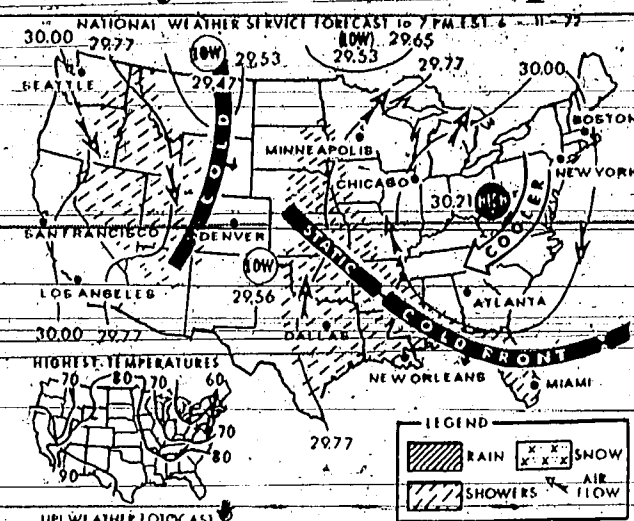 NATIONAL WEATHER SERVICE FORECAST to 7 PM EST 6 - 11 - 77
30.00 29.77 LOW 29.53 (LOW) 29.65
29.53
29.47 29.77 30.00
SEATTLE
BOSTON
MINNEAPOLIS
NEW YORK
CHICAGO
COLD
30.21 HIGH
COOLER
SAN FRANCISCO DENVER
STATIC
LOW
29.56
LOS ANGELES
ATLANTA
DALLAS
COLD FRONT
30.00 29.77
NEW ORLEANS
MIAMI
HIGHEST TEMPERATURES
70 80 70 60
70
80
90
29.77
LEGEND
RAIN SNOW
SHOWERS AIR
FLOW
UPI WEATHER FOTOCAST